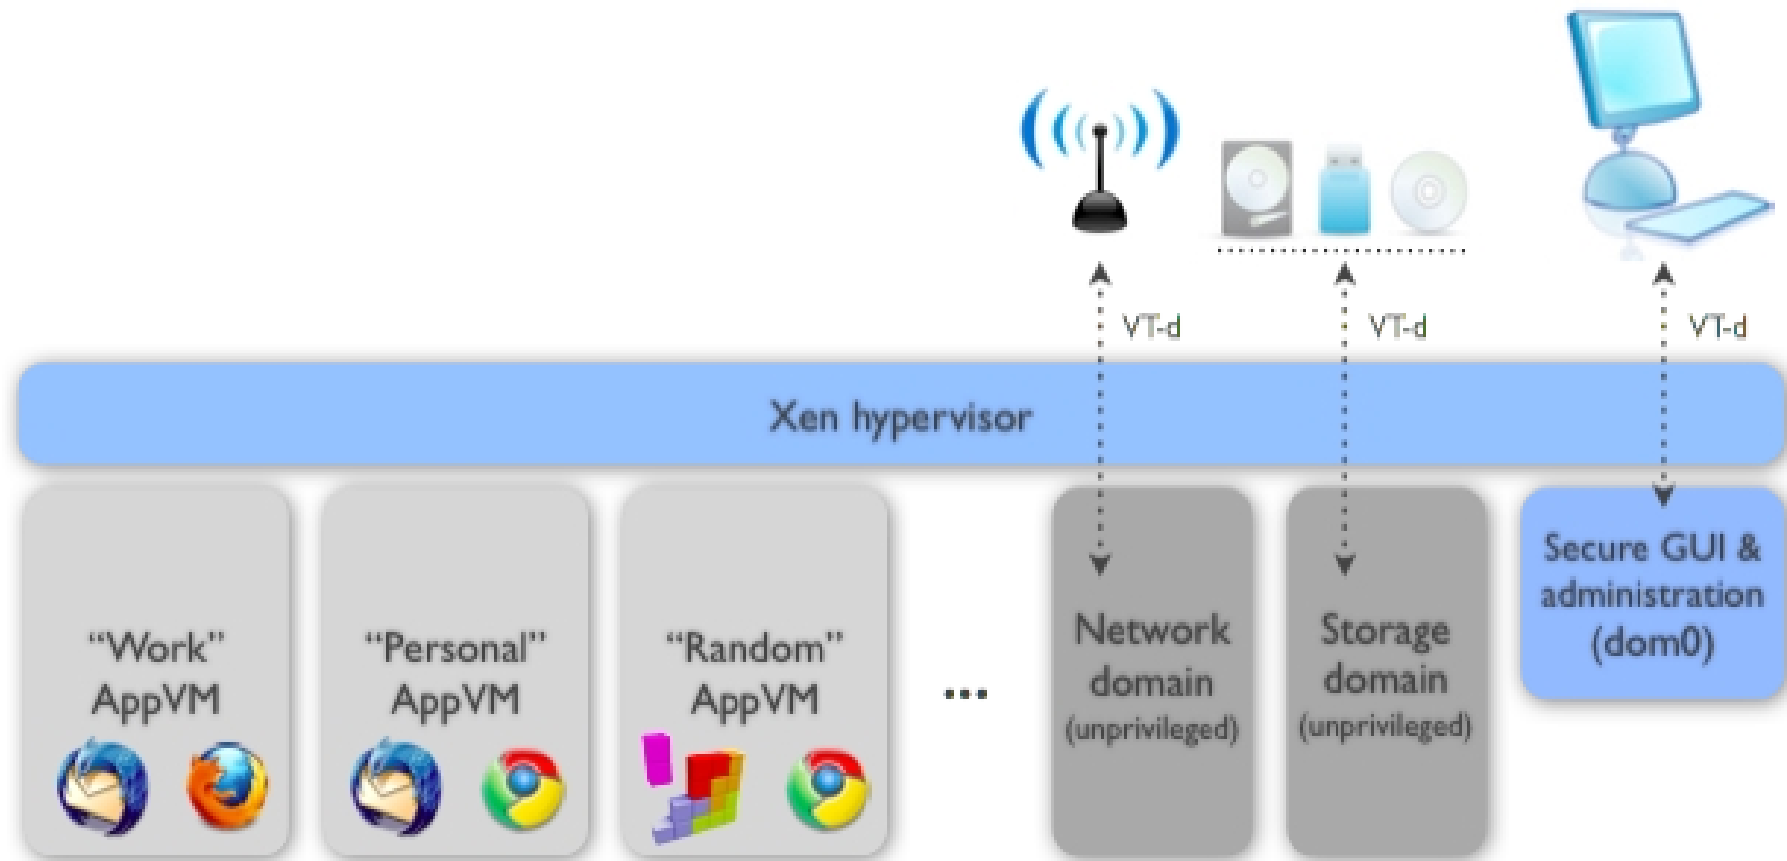 VT-d
VT-d
VT-d
Xen hypervisor
“Work”
AppVM
“Personal”
AppVM
“Random”
AppVM
...
Network
domain
(unprivileged)
Storage
domain
(unprivileged)
Secure GUI &
administration
(dom0)